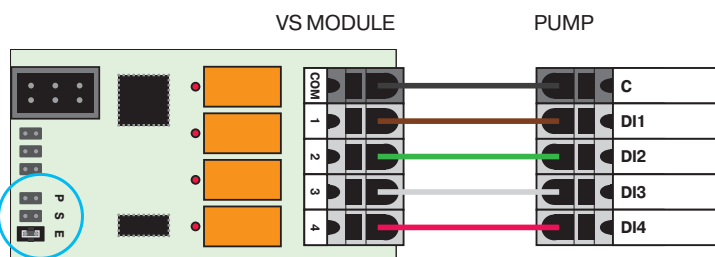 VS MODULE PUMP
COM C
1 DI1
2 DI2
3 DI3
4 DI4
P
S
E